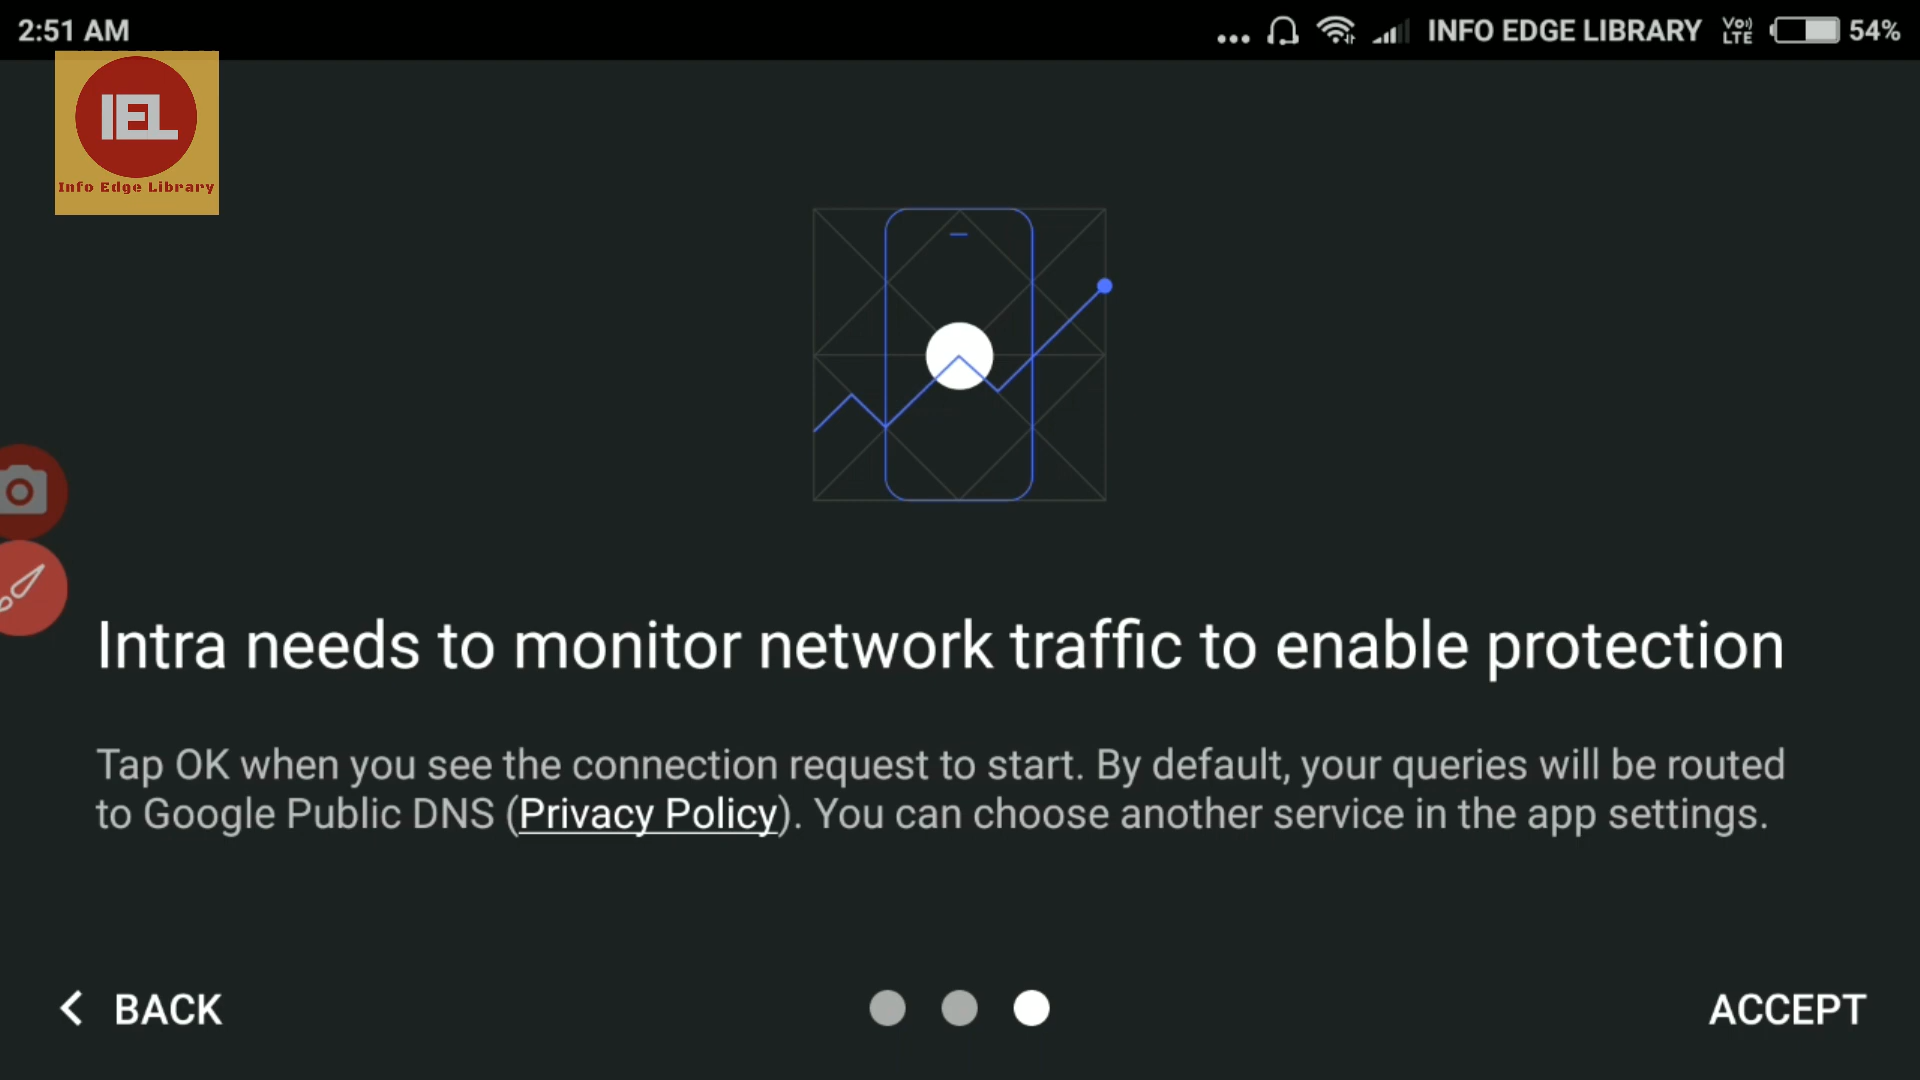 2:51 AM
... INFO EDGE LIBRARY Vo)) LTE 54%
IEL
Info Edge Library
Intra needs to monitor network traffic to enable protection
Tap OK when you see the connection request to start. By default, your queries will be routed
to Google Public DNS (Privacy Policy). You can choose another service in the app settings.
BACK
ACCEPT